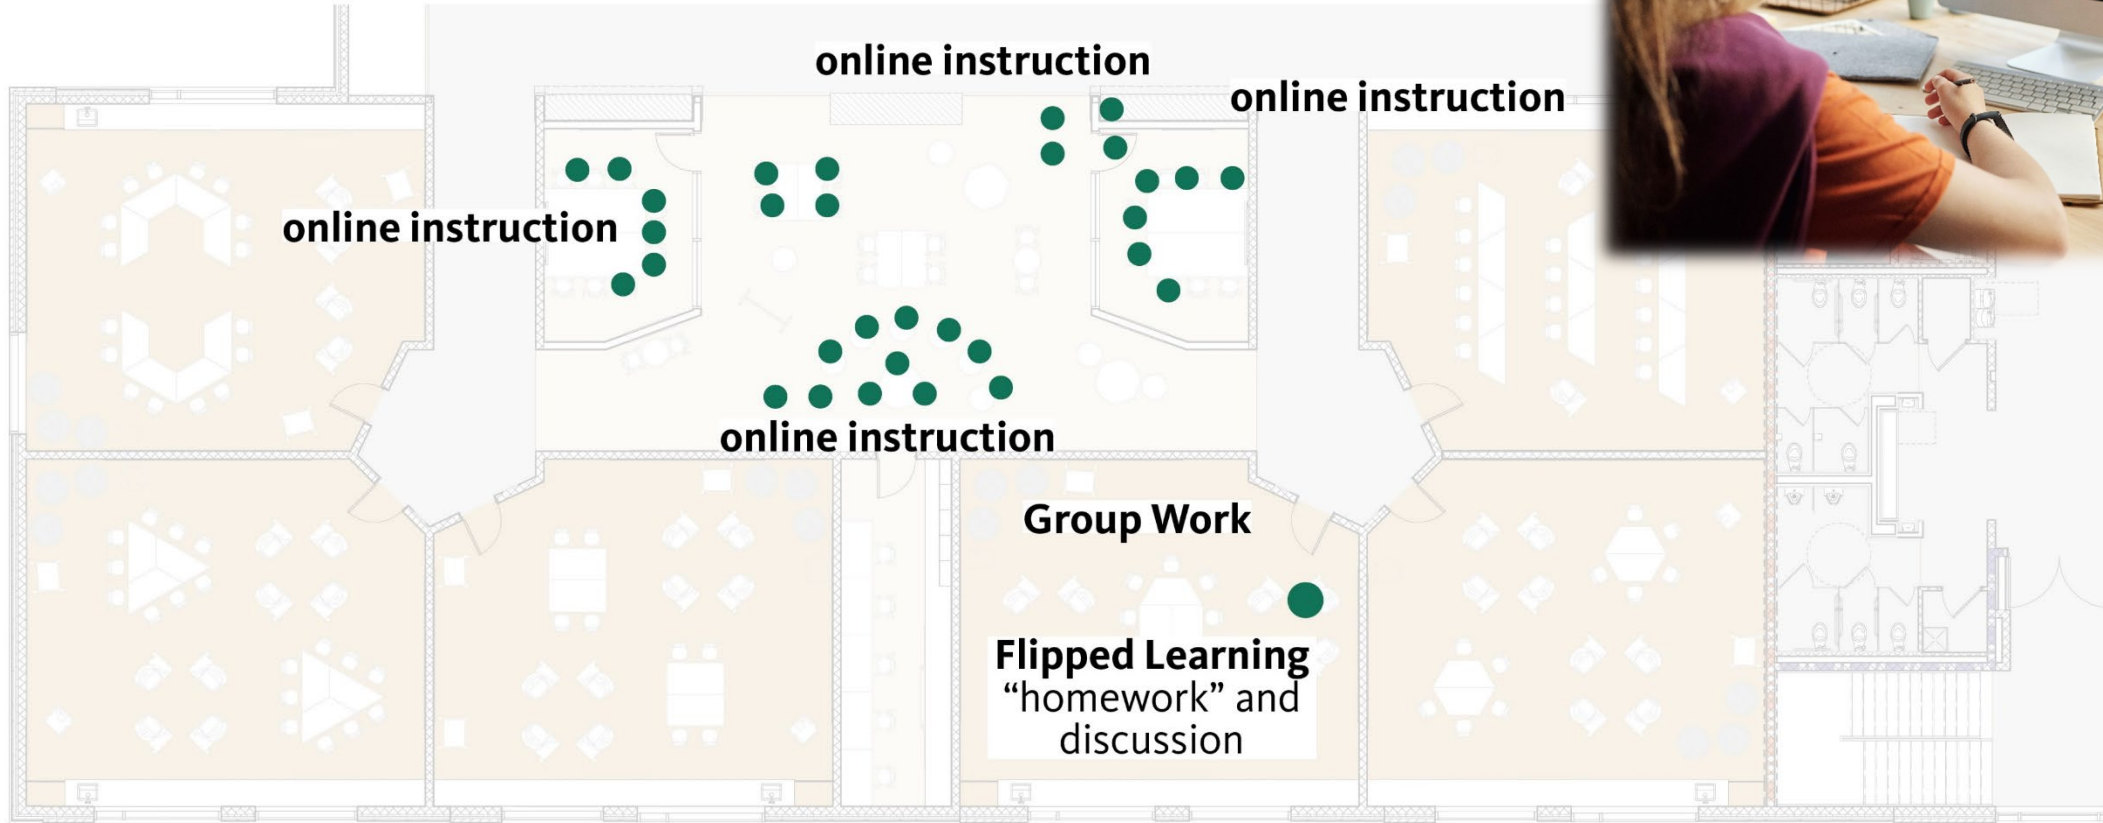 online instruction
online instruction
online instruction
online instruction
Group Work
Flipped Learning
“homework” and
discussion